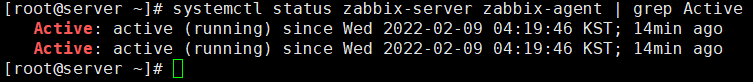 [root@server ~]# systemctl status zabbix-server zabbix-agent | grep Active
Active: active (running) since Wed 2022-02-09 04:19:46 KST; 14min ago
Active: active (running) since Wed 2022-02-09 04:19:46 KST; 14min ago
[root@server ~]#